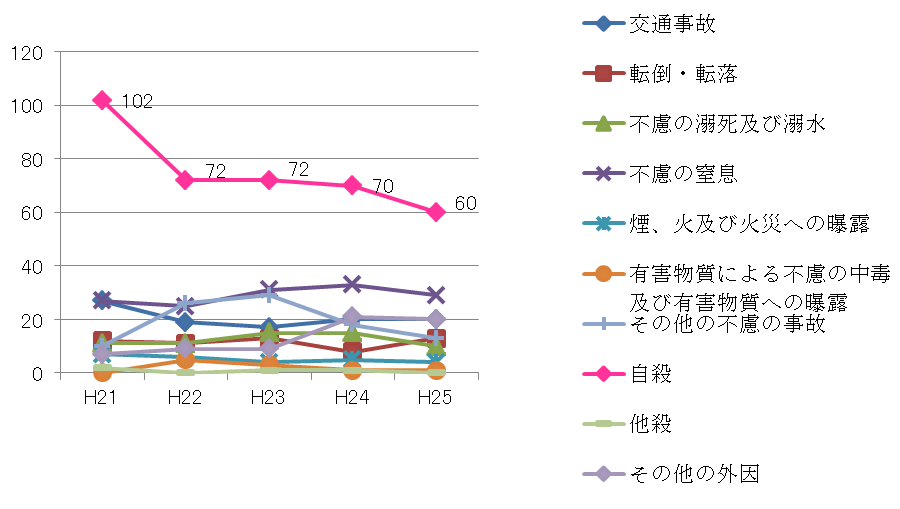 120
100
80
60
40
20
0
102
72
72
70
60
H21
H22
H23
H24
H25
交通事故
転倒・転落
不慮の溺死及び溺水
不慮の窒息
煙、火及び火災への曝露
有害物質による不慮の中毒
及び有害物質への曝露
その他の不慮の事故
自殺
他殺
その他の外因